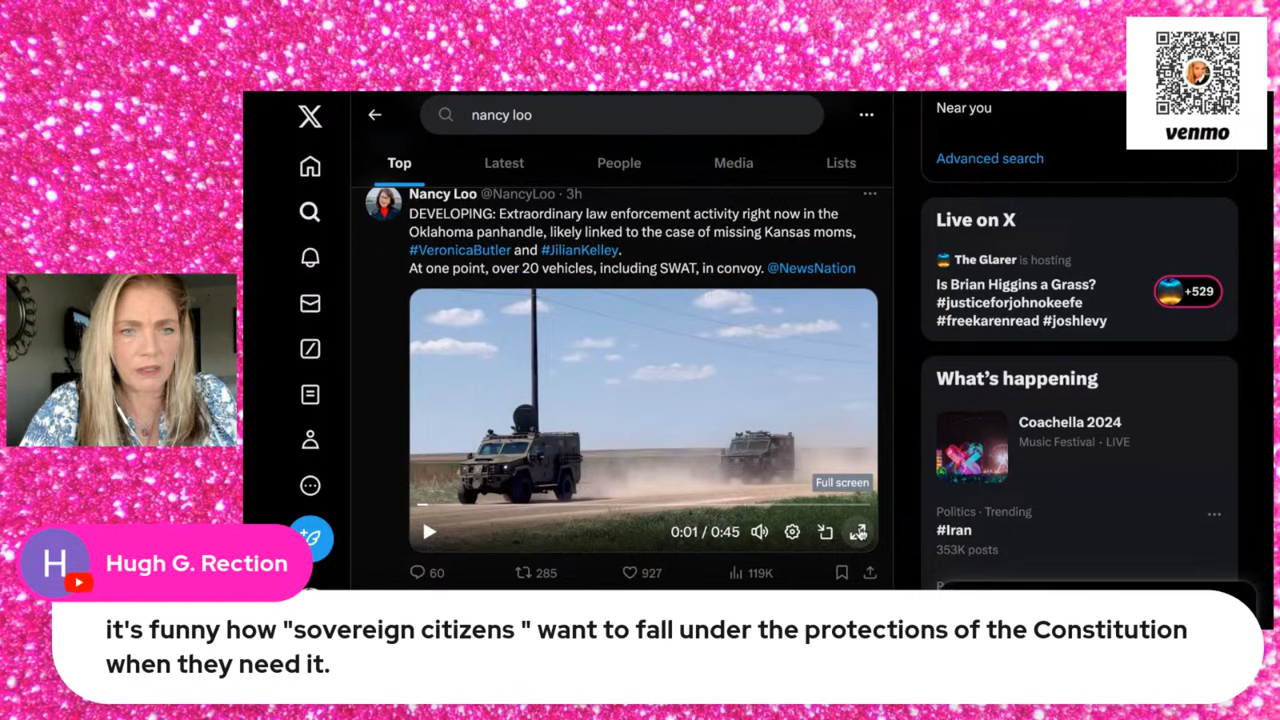 venmo
nancy loo
Top
Latest
People
Media
Lists
Nancy Loo @NancyLoo · 3h
DEVELOPING: Extraordinary law enforcement activity right now in the
Oklahoma panhandle, likely linked to the case of missing Kansas moms,
#VeronicaButler and #JilianKelley.
At one point, over 20 vehicles, including SWAT, in convoy. @NewsNation
Full screen
0:01 / 0:45
60
285
927
119K
Near you
Advanced search
Live on X
The Glarer is hosting
Is Brian Higgins a Grass?
#justiceforjohnokeefe
#freekarenread #joshlevy
+529
What's happening
Coachella 2024
Music Festival · LIVE
Politics · Trending
#Iran
353K posts
H
Hugh G. Rection
it's funny how "sovereign citizens " want to fall under the protections of the Constitution
when they need it.